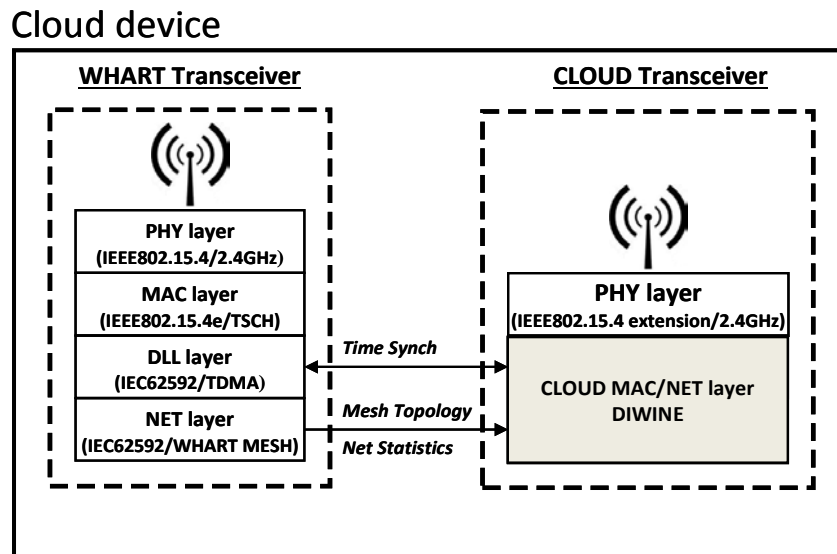 Cloud device
WHART Transceiver
PHY layer
(IEEE802.15.4/2.4GHz)
MAC layer
(IEEE802.15.4e/TSCH)
DLL layer
(IEC62592/TDMA)
NET layer
(IEC62592/WHART MESH)
Time Synch
Mesh Topology
Net Statistics
CLOUD Transceiver
PHY layer
(IEEE802.15.4 extension/2.4GHz)
CLOUD MAC/NET layer
DIWINE